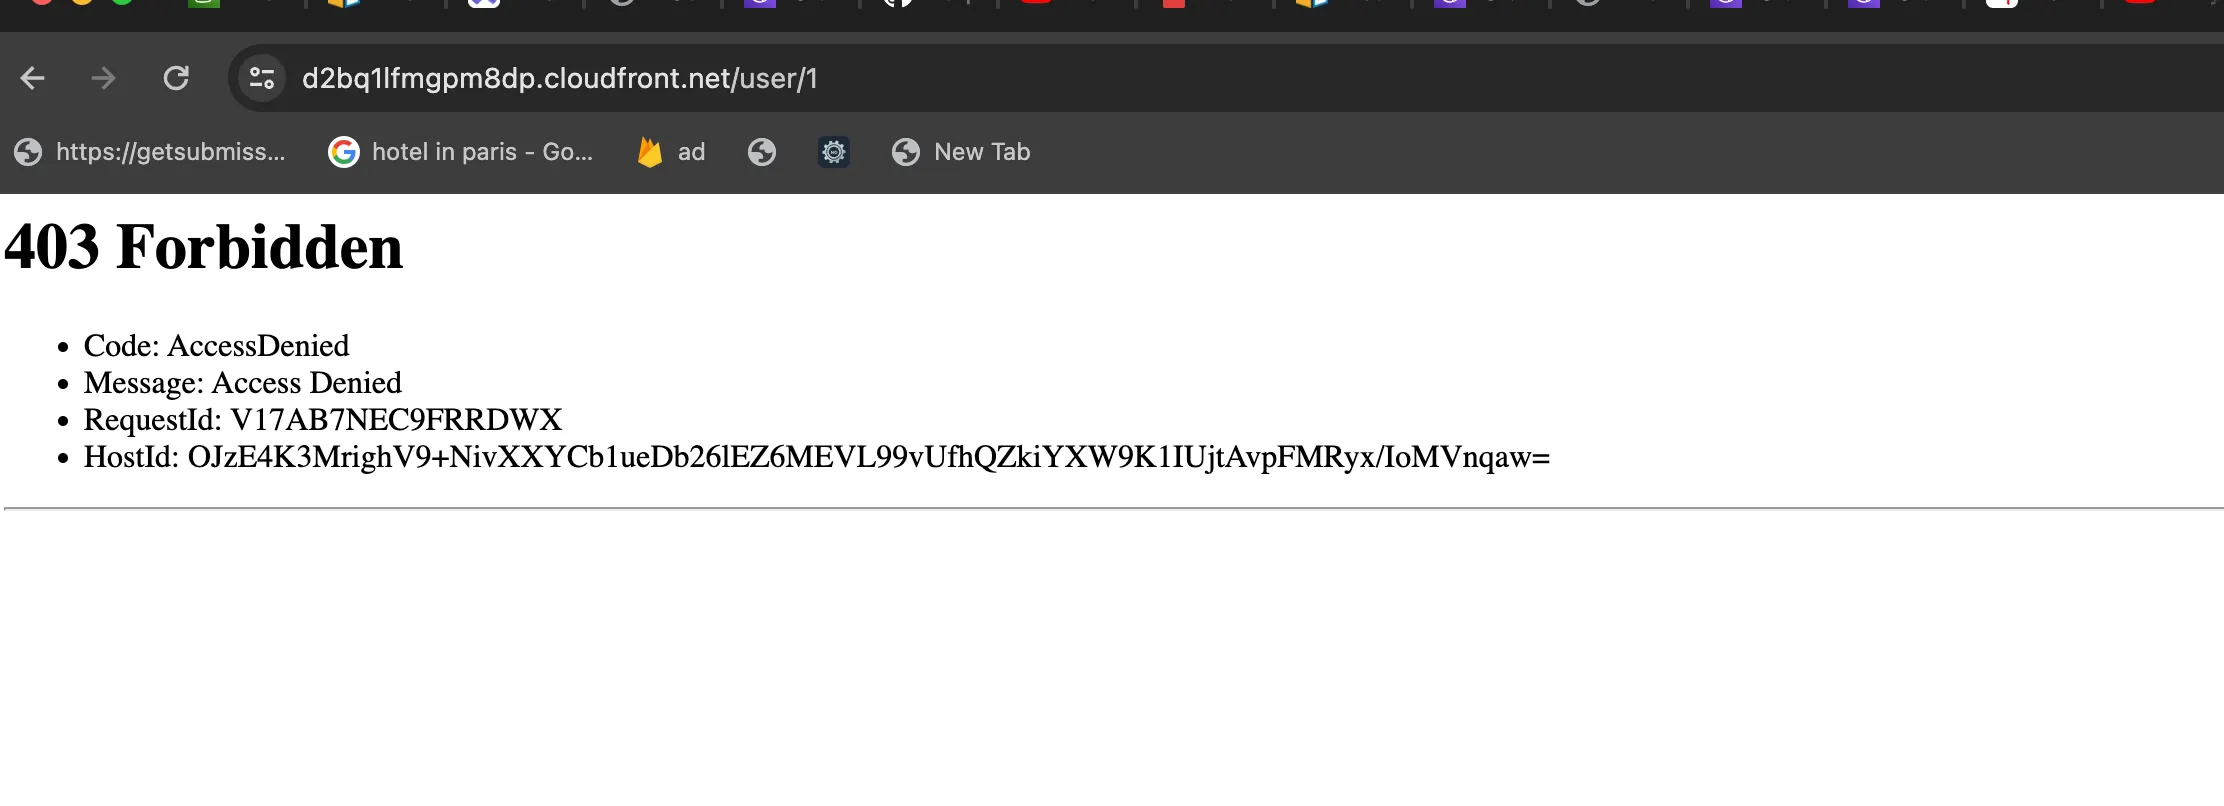 d2bq1lfmgpm8dp.cloudfront.net/user/1
https://getsubmiss... hotel in paris - Go... ad New Tab
403 Forbidden
• Code: AccessDenied
• Message: Access Denied
• RequestId: V17AB7NEC9FRRDWX
• HostId: OJzE4K3MrighV9+NivXXYCb1ueDb26lEZ6MEVL99vUfhQZkiYXW9K1IUjtAvpFMRyx/IoMVnqaw=